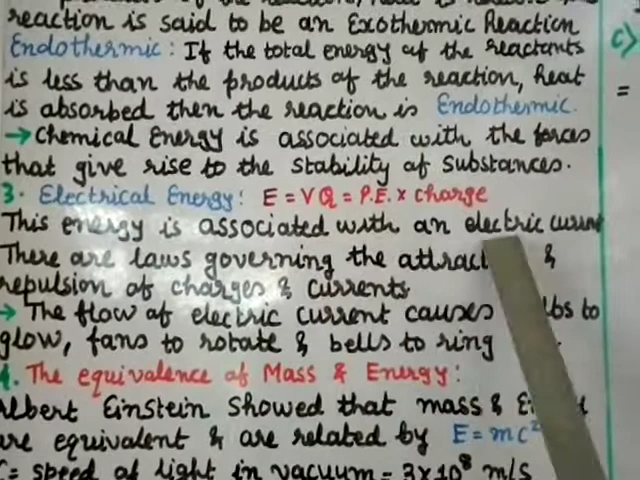 reaction is said to be an Exothermic Reaction
Endothermic: If the total energy of the reactants
is less than the products of the reaction, heat
is absorbed then the reaction is Endothermic.
→ Chemical Energy is associated with the forces
that give rise to the stability of substances.
3. Electrical Energy: E = VQ = P.E. × charge
This energy is associated with an electric
There are laws governing the &
repulsion of charges & currents
→ The flow of electric current causes to
glow, fans to rotate & bells to ring
4. The equivalence of Mass & Energy:
Albert Einstein showed that mass &
are equivalent & are related by E = mc²
C = speed of light in vacuum = 3×10⁸ m/s
c)
=